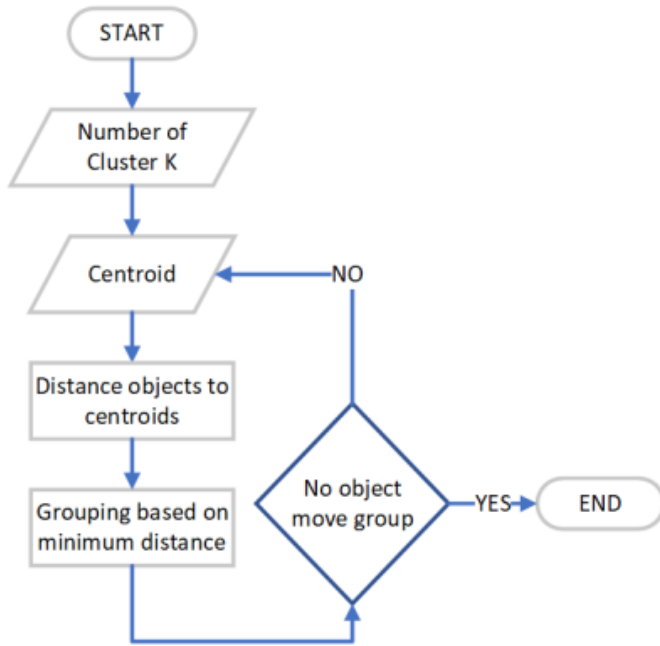 START
Number of
Cluster K
Centroid
NO
Distance objects to
centroids
Grouping based on
minimum distance
No object
move group
YES
END